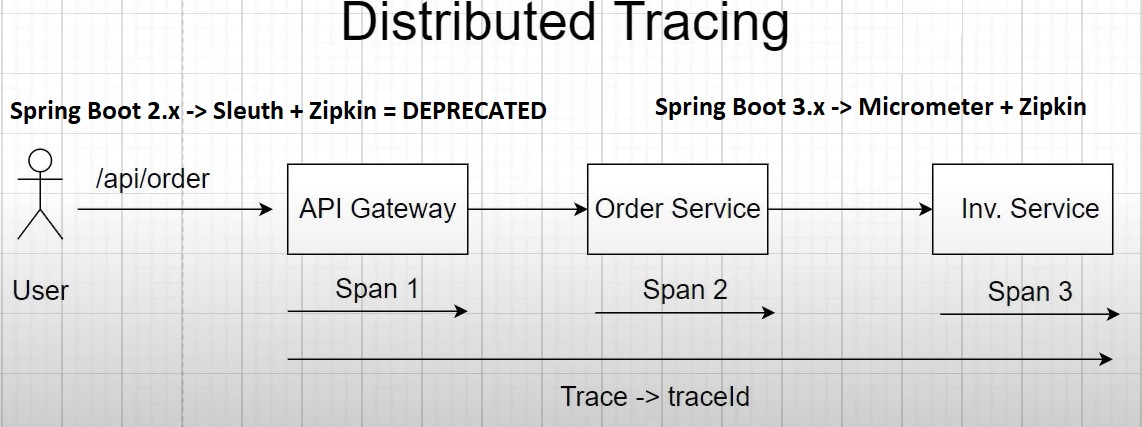 Distributed Tracing
Spring Boot 2.x -> Sleuth + Zipkin = DEPRECATED
Spring Boot 3.x -> Micrometer + Zipkin
/api/order
API Gateway
Order Service
Inv. Service
User
Span 1
Span 2
Span 3
Trace -> traceId